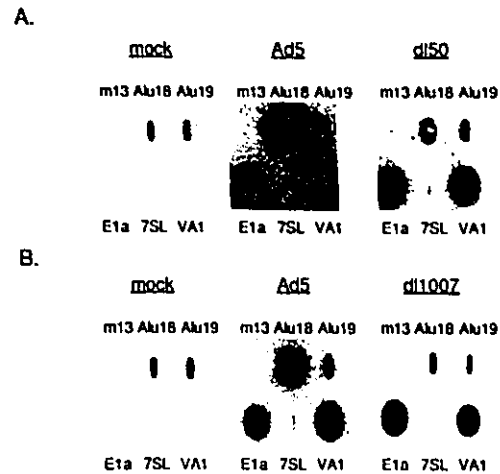 A.
mock Ad5 dl50
m13 Alu18 Alu19 m13 Alu18 Alu19 m13 Alu18 Alu19
E1a 7SL VA1 E1a 7SL VA1 E1a 7SL VA1
B.
mock Ad5 dl1007
m13 Alu18 Alu19 m13 Alu18 Alu19 m13 Alu18 Alu19
E1a 7SL VA1 E1a 7SL VA1 E1a 7SL VA1